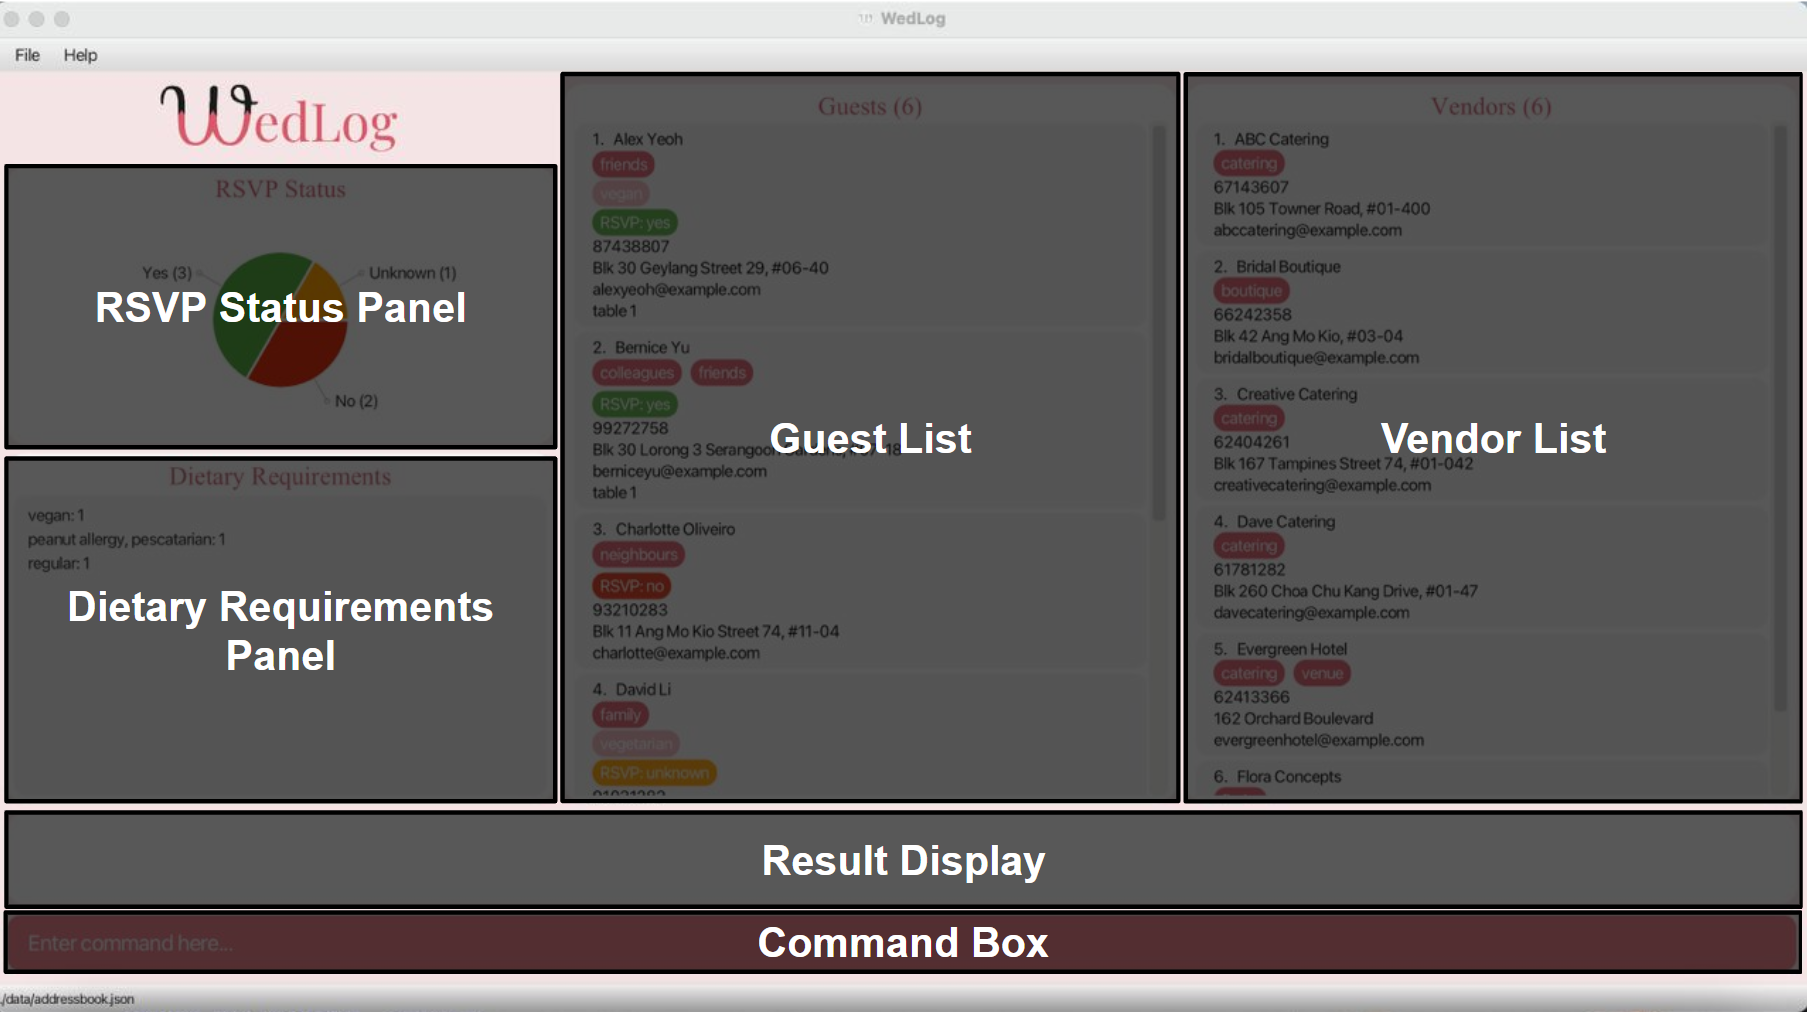 WedLog
File Help
WedLog
RSVP Status
Yes (3)
Unknown (1)
RSVP Status Panel
No (2)
Dietary Requirements
vegan: 1
peanut allergy, pescatarian: 1
regular: 1
Dietary Requirements
Panel
Guests (6)
1. Alex Yeoh
friends
vegan
RSVP: yes
87438807
Blk 30 Geylang Street 29, #06-40
alexyeoh@example.com
table 1
2. Bernice Yu
colleagues friends
RSVP: yes
99272758
Guest List
Blk 30 Lorong 3 Serangoon
berniceyu@example.com
table 1
3. Charlotte Oliveiro
neighbours
RSVP: no
93210283
Blk 11 Ang Mo Kio Street 74, #11-04
charlotte@example.com
4. David Li
family
vegetarian
RSVP: unknown
Vendors (6)
1. ABC Catering
catering
67143607
Blk 105 Towner Road, #01-400
abccatering@example.com
2. Bridal Boutique
boutique
66242358
Blk 42 Ang Mo Kio, #03-04
bridalboutique@example.com
3. Creative Catering
catering
62404261
Vendor List
Blk 167 Tampines Street 74, #01-042
creativecatering@example.com
4. Dave Catering
catering
61781282
Blk 260 Choa Chu Kang Drive, #01-47
davecatering@example.com
5. Evergreen Hotel
catering venue
62413366
162 Orchard Boulevard
evergreenhotel@example.com
6. Flora Concepts
Result Display
Enter command here...
Command Box
./data/addressbook.json